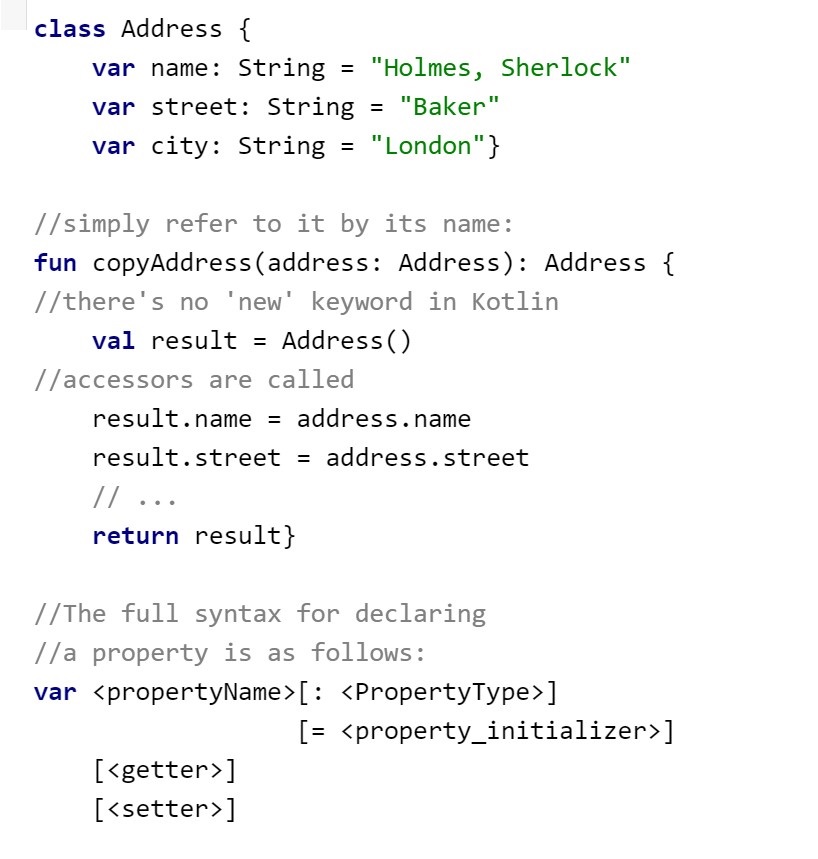 class Address {
    var name: String = "Holmes, Sherlock"
    var street: String = "Baker"
    var city: String = "London"}

//simply refer to it by its name:
fun copyAddress(address: Address): Address {
//there's no 'new' keyword in Kotlin
    val result = Address()
//accessors are called
    result.name = address.name
    result.street = address.street
    // ...
    return result}

//The full syntax for declaring
//a property is as follows:
var <propertyName>[: <PropertyType>]
                  [= <property_initializer>]
    [<getter>]
    [<setter>]